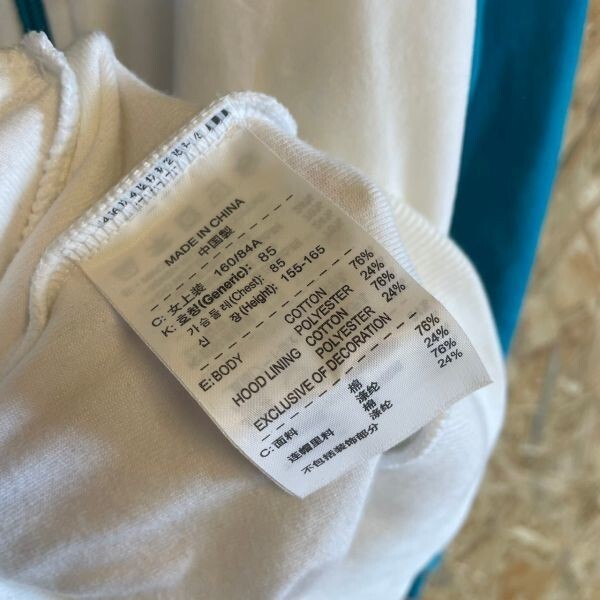 MADE IN CHINA
中国製
C: 女上装 160/84A
K: 호칭(Generic): 85
가슴둘레(Chest): 85
신 장(Height): 155-165
E: BODY COTTON 76%
POLYESTER 24%
HOOD LINING COTTON 76%
POLYESTER 24%
EXCLUSIVE OF DECORATION
C: 面料 棉 76%
涤纶 24%
连帽里料 棉 76%
涤纶 24%
不包括装饰部分